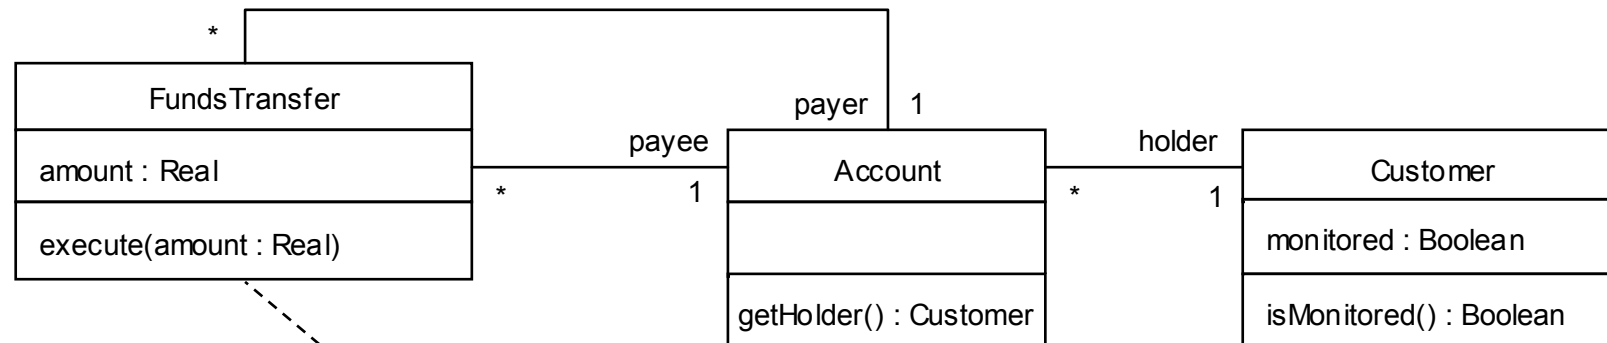 *
FundsTransfer
amount : Real
execute(amount : Real)
payer 1
payee
* 1
Account
getHolder() : Customer
holder
* 1
Customer
monitored : Boolean
isMonitored() : Boolean